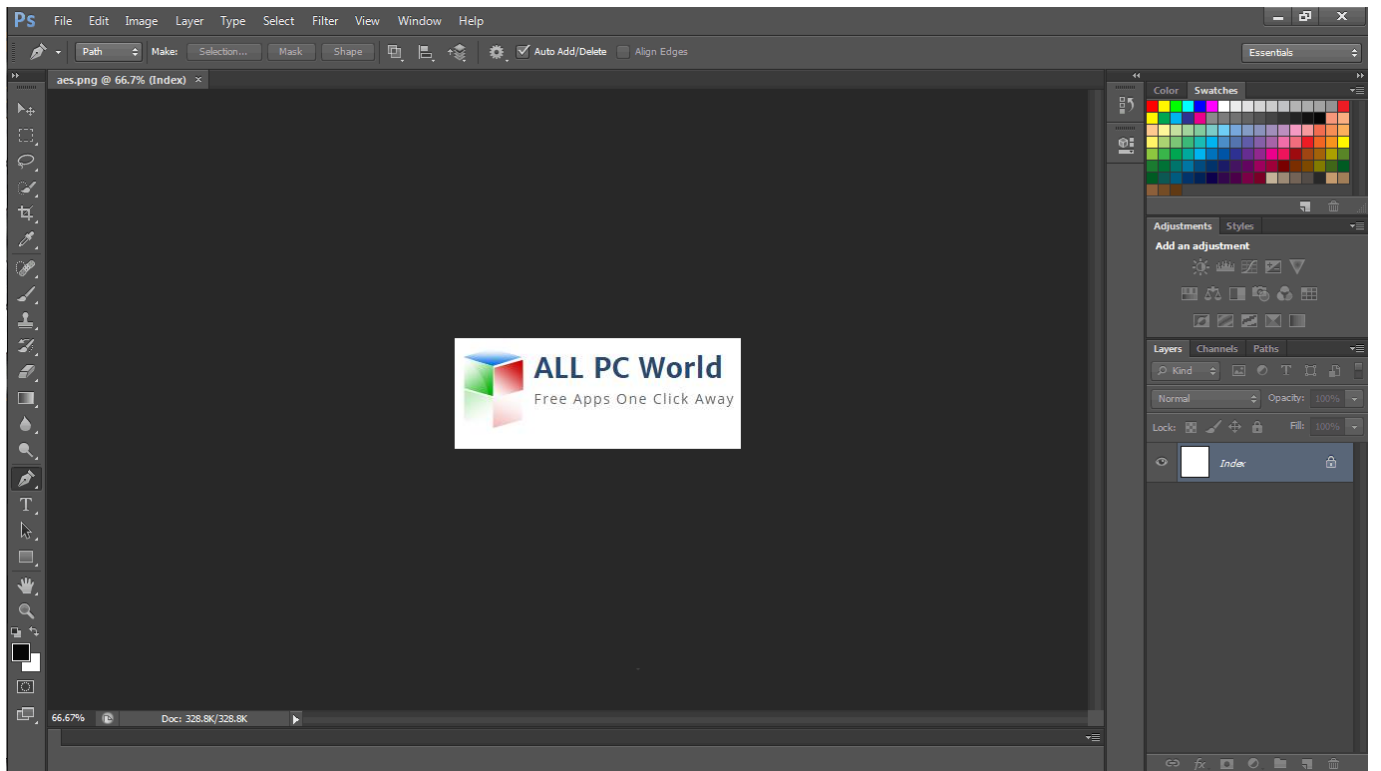 Ps File Edit Image Layer Type Select Filter View Window Help
Path Make: Selection... Mask Shape Auto Add/Delete Align Edges Essentials
aes.png @ 66.7% (Index) ×
Color Swatches
Adjustments Styles
Add an adjustment
Layers Channels Paths
Kind
Normal Opacity: 100%
Lock: Fill: 100%
Index
ALL PC World
Free Apps One Click Away
T
66.67% Doc: 328.8K/328.8K
fx